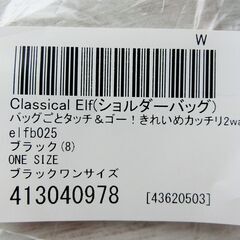 W
Classical Elf(ショルダーバッグ)
バッグごとタッチ&ゴー！きれいめカッチリ2wa
elfb025
ブラック(8)
ONE SIZE
ブラックワンサイズ
413040978 [43620503]